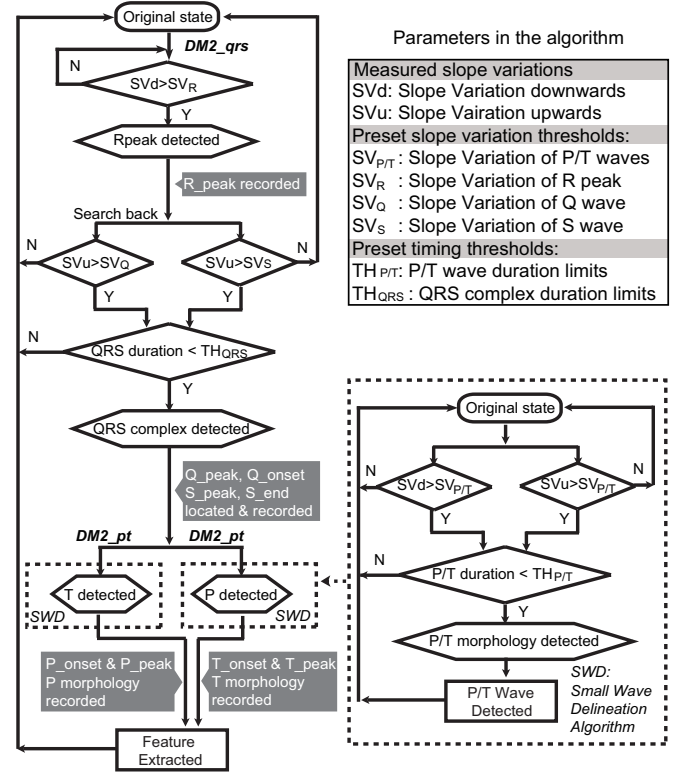 Original state
DM2_qrs
N
SVd>SVR
Y
Rpeak detected
R_peak recorded
Search back
N
SVu>SVQ
SVu>SVS
N
Y
Y
N
QRS duration < THQRS
Y
QRS complex detected
Q_peak, Q_onset
S_peak, S_end
located & recorded
DM2_pt
DM2_pt
T detected
P detected
SWD
SWD
P_onset & P_peak
P morphology
recorded
T_onset & T_peak
T morphology
recorded
Feature
Extracted
Parameters in the algorithm
Measured slope variations
SVd: Slope Variation downwards
SVu: Slope Vairation upwards
Preset slope variation thresholds:
SVP/T : Slope Variation of P/T waves
SVR : Slope Variation of R peak
SVQ : Slope Variation of Q wave
SVS : Slope Variation of S wave
Preset timing thresholds:
THP/T: P/T wave duration limits
THQRS : QRS complex duration limits
Original state
N
SVd>SVP/T
SVu>SVP/T
N
Y
Y
N
P/T duration < THP/T
Y
P/T morphology detected
P/T Wave
Detected
SWD:
Small Wave
Delineation
Algorithm